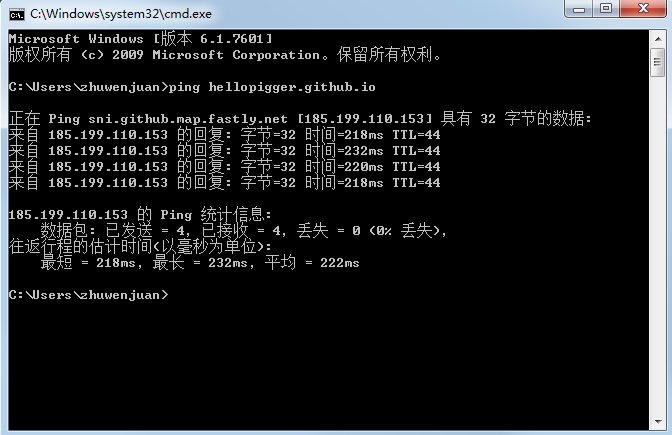 C:\Windows\system32\cmd.exe
Microsoft Windows [版本 6.1.7601]
版权所有 (c) 2009 Microsoft Corporation。保留所有权利。
C:\Users\zhuwenjuan>ping hellopigger.github.io
正在 Ping sni.github.map.fastly.net [185.199.110.153] 具有 32 字节的数据:
来自 185.199.110.153 的回复: 字节=32 时间=218ms TTL=44
来自 185.199.110.153 的回复: 字节=32 时间=232ms TTL=44
来自 185.199.110.153 的回复: 字节=32 时间=220ms TTL=44
来自 185.199.110.153 的回复: 字节=32 时间=218ms TTL=44
185.199.110.153 的 Ping 统计信息:
数据包: 已发送 = 4, 已接收 = 4, 丢失 = 0 (0% 丢失),
往返行程的估计时间(以毫秒为单位):
最短 = 218ms, 最长 = 232ms, 平均 = 222ms
C:\Users\zhuwenjuan>